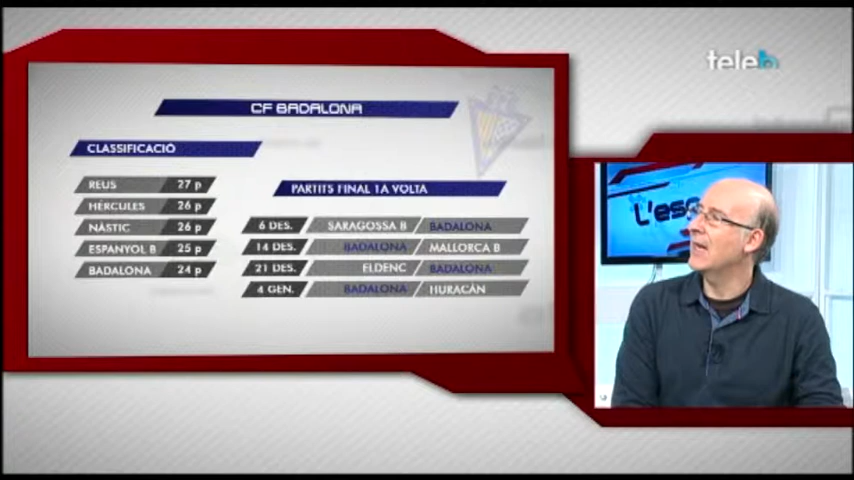 teleb
CF BADALONA
CLASSIFICACIÓ
REUS 27 p
HÈRCULES 26 p
NÀSTIC 26 p
ESPANYOL B 25 p
BADALONA 24 p
PARTITS FINAL 1A VOLTA
6 DES. SARAGOSSA B BADALONA
14 DES. BADALONA MALLORCA B
21 DES. ELDENC BADALONA
4 GEN. BADALONA HURACÁN
L'esp